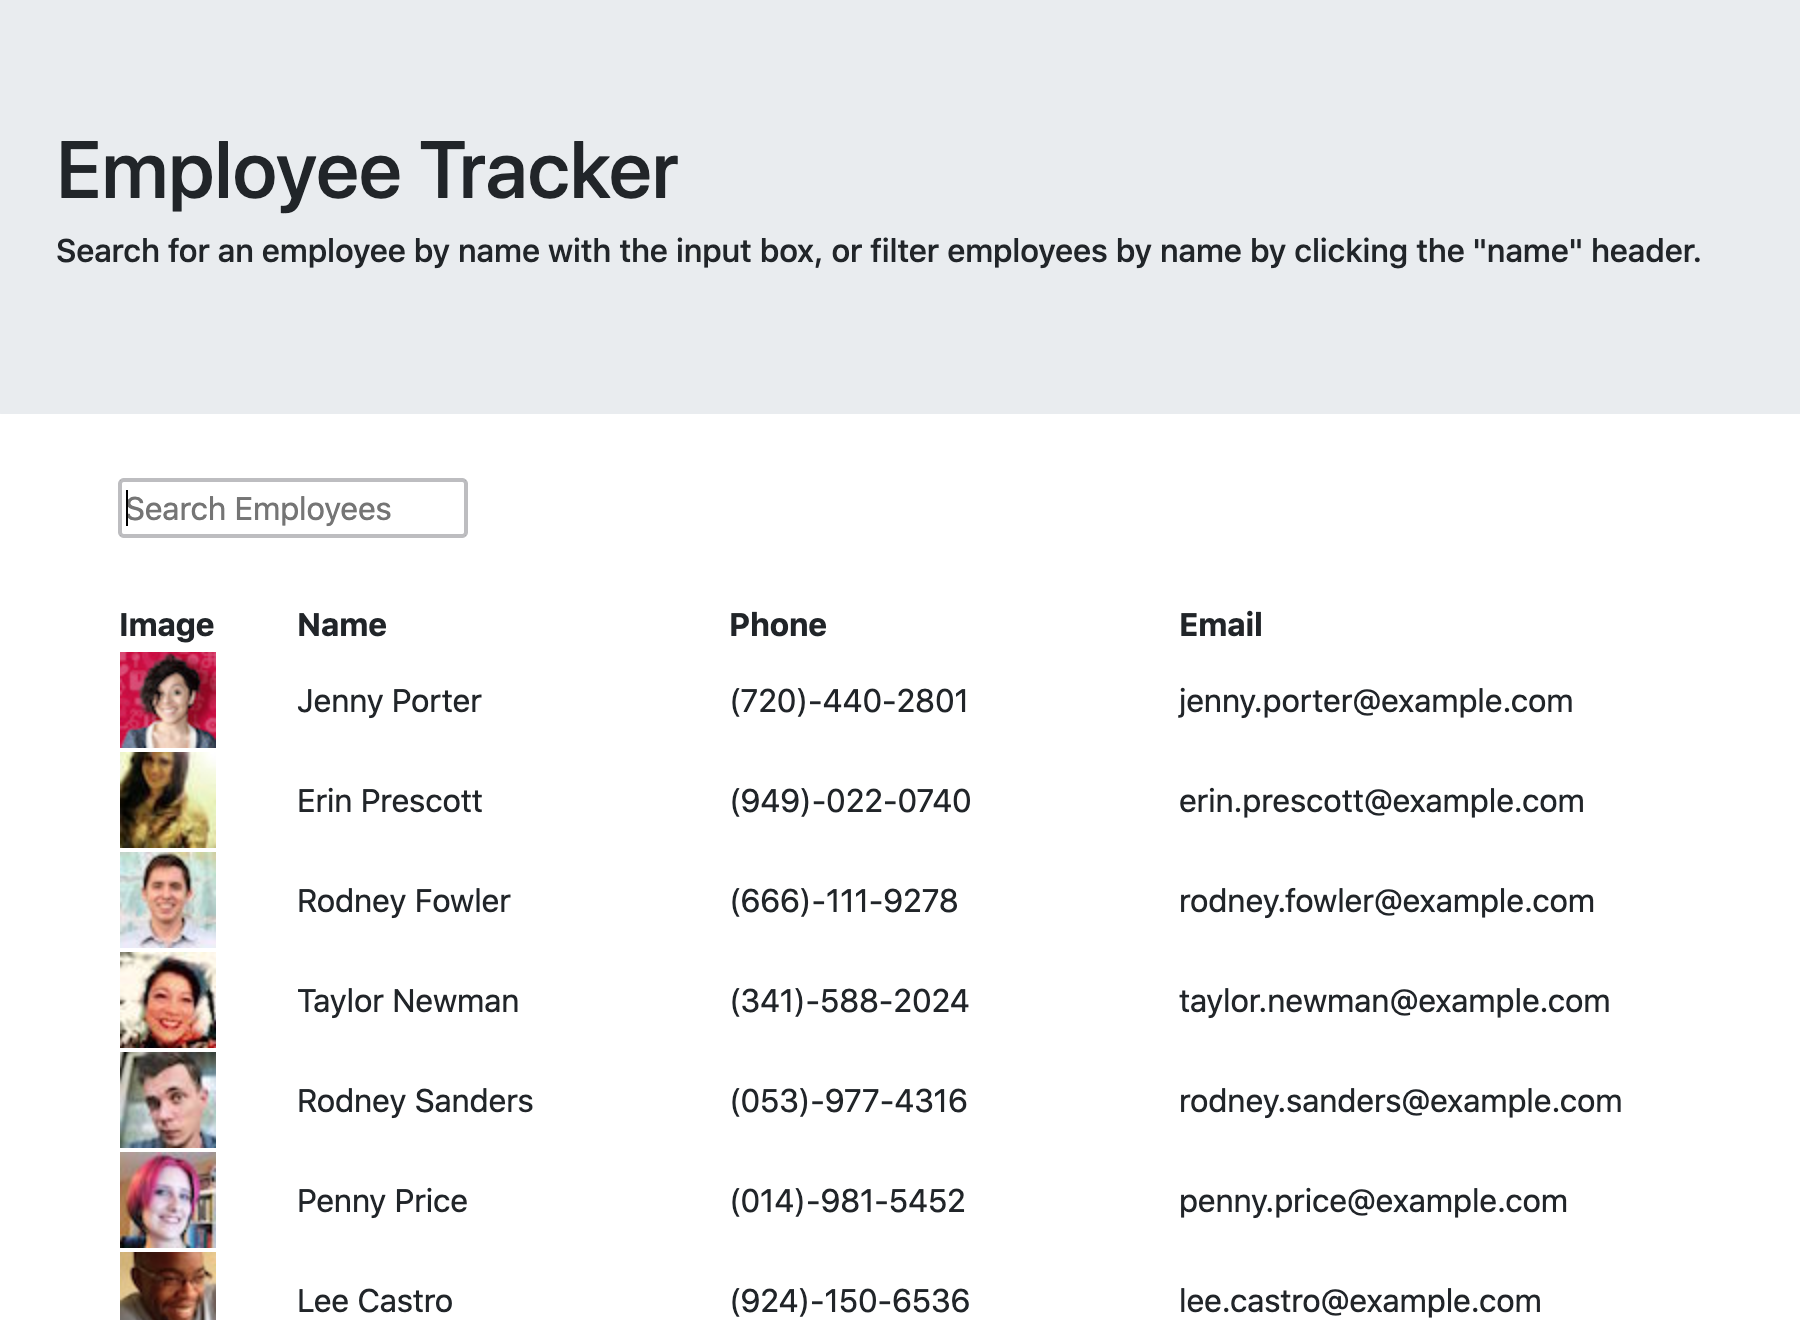 Employee Tracker
Search for an employee by name with the input box, or filter employees by name by clicking the "name" header.
Search Employees
Image Name Phone Email
Jenny Porter (720)-440-2801 jenny.porter@example.com
Erin Prescott (949)-022-0740 erin.prescott@example.com
Rodney Fowler (666)-111-9278 rodney.fowler@example.com
Taylor Newman (341)-588-2024 taylor.newman@example.com
Rodney Sanders (053)-977-4316 rodney.sanders@example.com
Penny Price (014)-981-5452 penny.price@example.com
Lee Castro (924)-150-6536 lee.castro@example.com